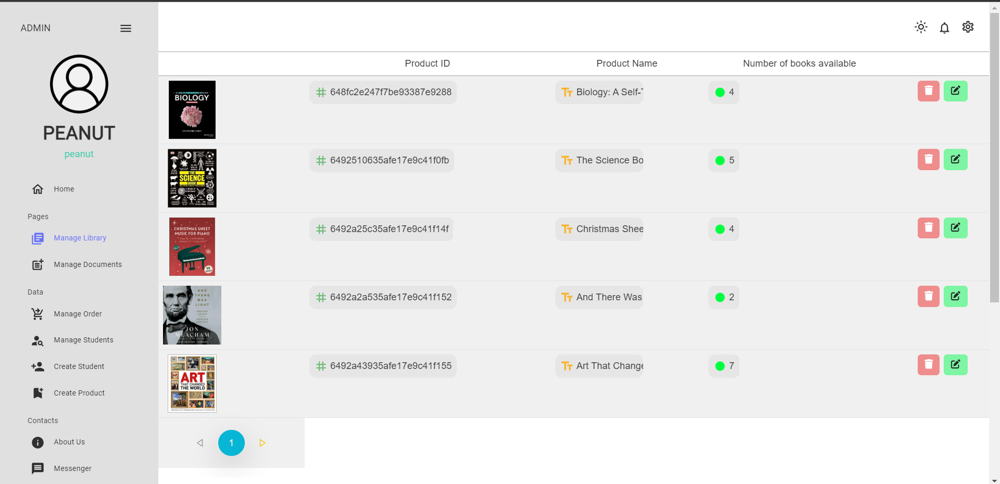 ADMIN
PEANUT
peanut
Home
Pages
Manage Library
Manage Documents
Data
Manage Order
Manage Students
Create Student
Create Product
Contacts
About Us
Messenger
Product ID Product Name Number of books available
BIOLOGY
648fc2e247f7be93387e9288 Biology: A Self-T 4
THE
SCIENCE
BOOK
6492510635afe17e9c41f0fb The Science Bo 5
CHRISTMAS SHEET
MUSIC FOR PIANO
60
SONGS
6492a25c35afe17e9c41f14f Christmas Shee 4
AND
THERE
WAS
LIGHT
JON
MEACHAM
6492a2a535afe17e9c41f152 And There Was 2
ART
THAT CHANGED
THE WORLD
6492a43935afe17e9c41f155 Art That Change 7
1